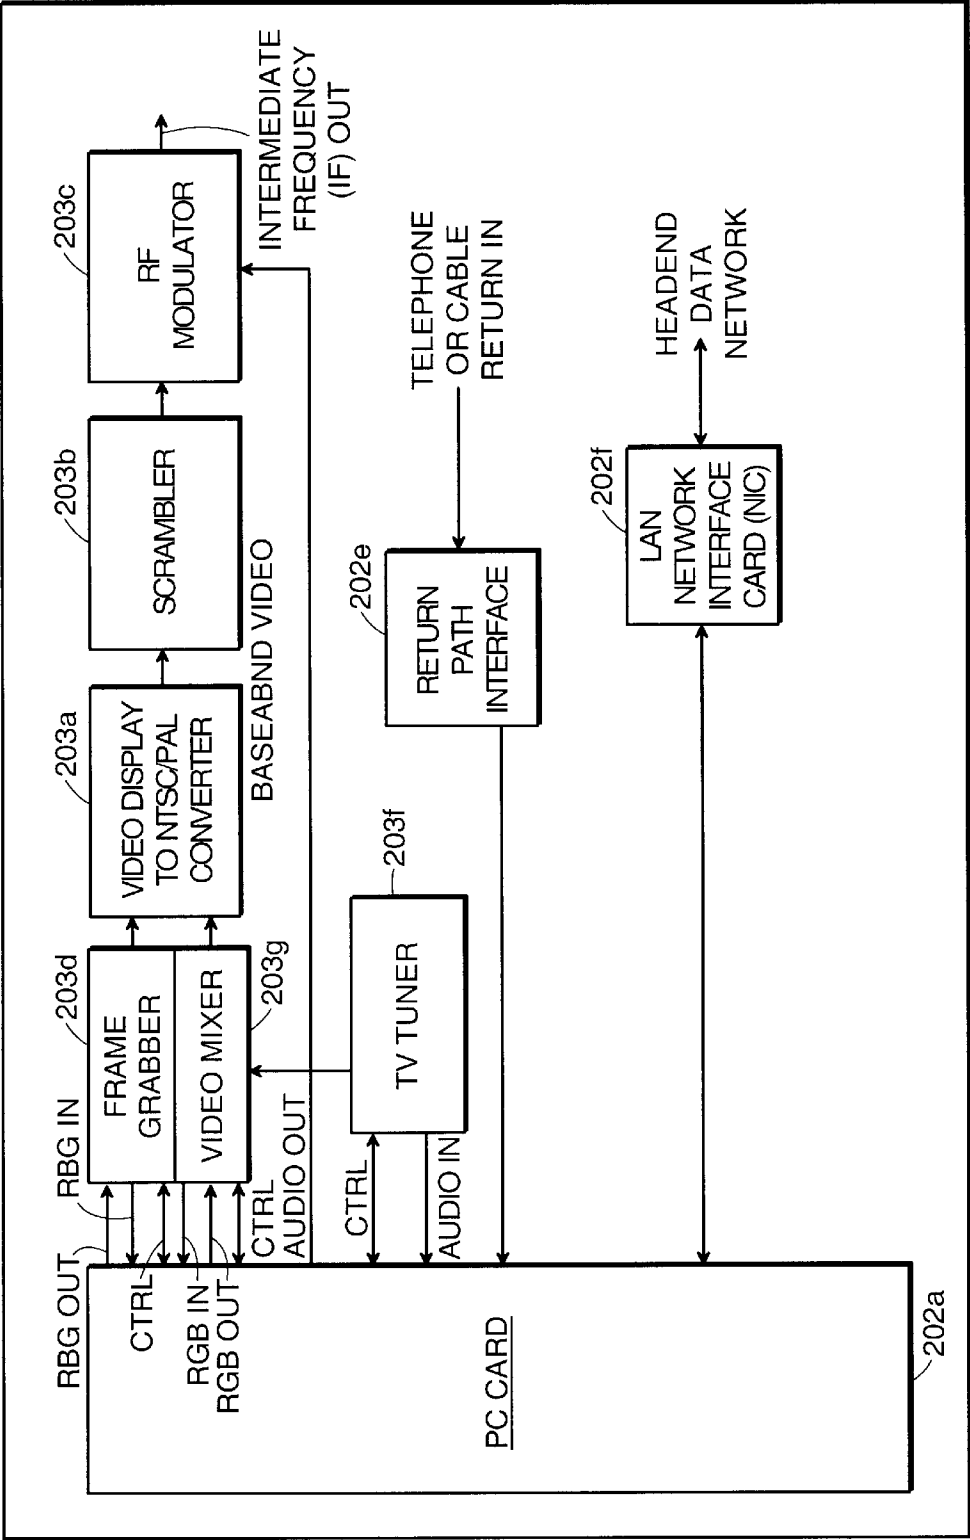 RBG OUT
RBG IN
CTRL
RGB IN
RGB OUT
CTRL
AUDIO OUT
203d
FRAME
GRABBER
VIDEO MIXER
203g
203a
VIDEO DISPLAY
TO NTSC/PAL
CONVERTER
BASEABND VIDEO
203b
SCRAMBLER
203c
RF
MODULATOR
INTERMEDIATE
FREQUENCY
(IF) OUT
CTRL
AUDIO IN
TV TUNER
203f
202e
RETURN
PATH
INTERFACE
TELEPHONE
OR CABLE
RETURN IN
PC CARD
202a
202f
LAN
NETWORK
INTERFACE
CARD (NIC)
HEADEND
DATA
NETWORK